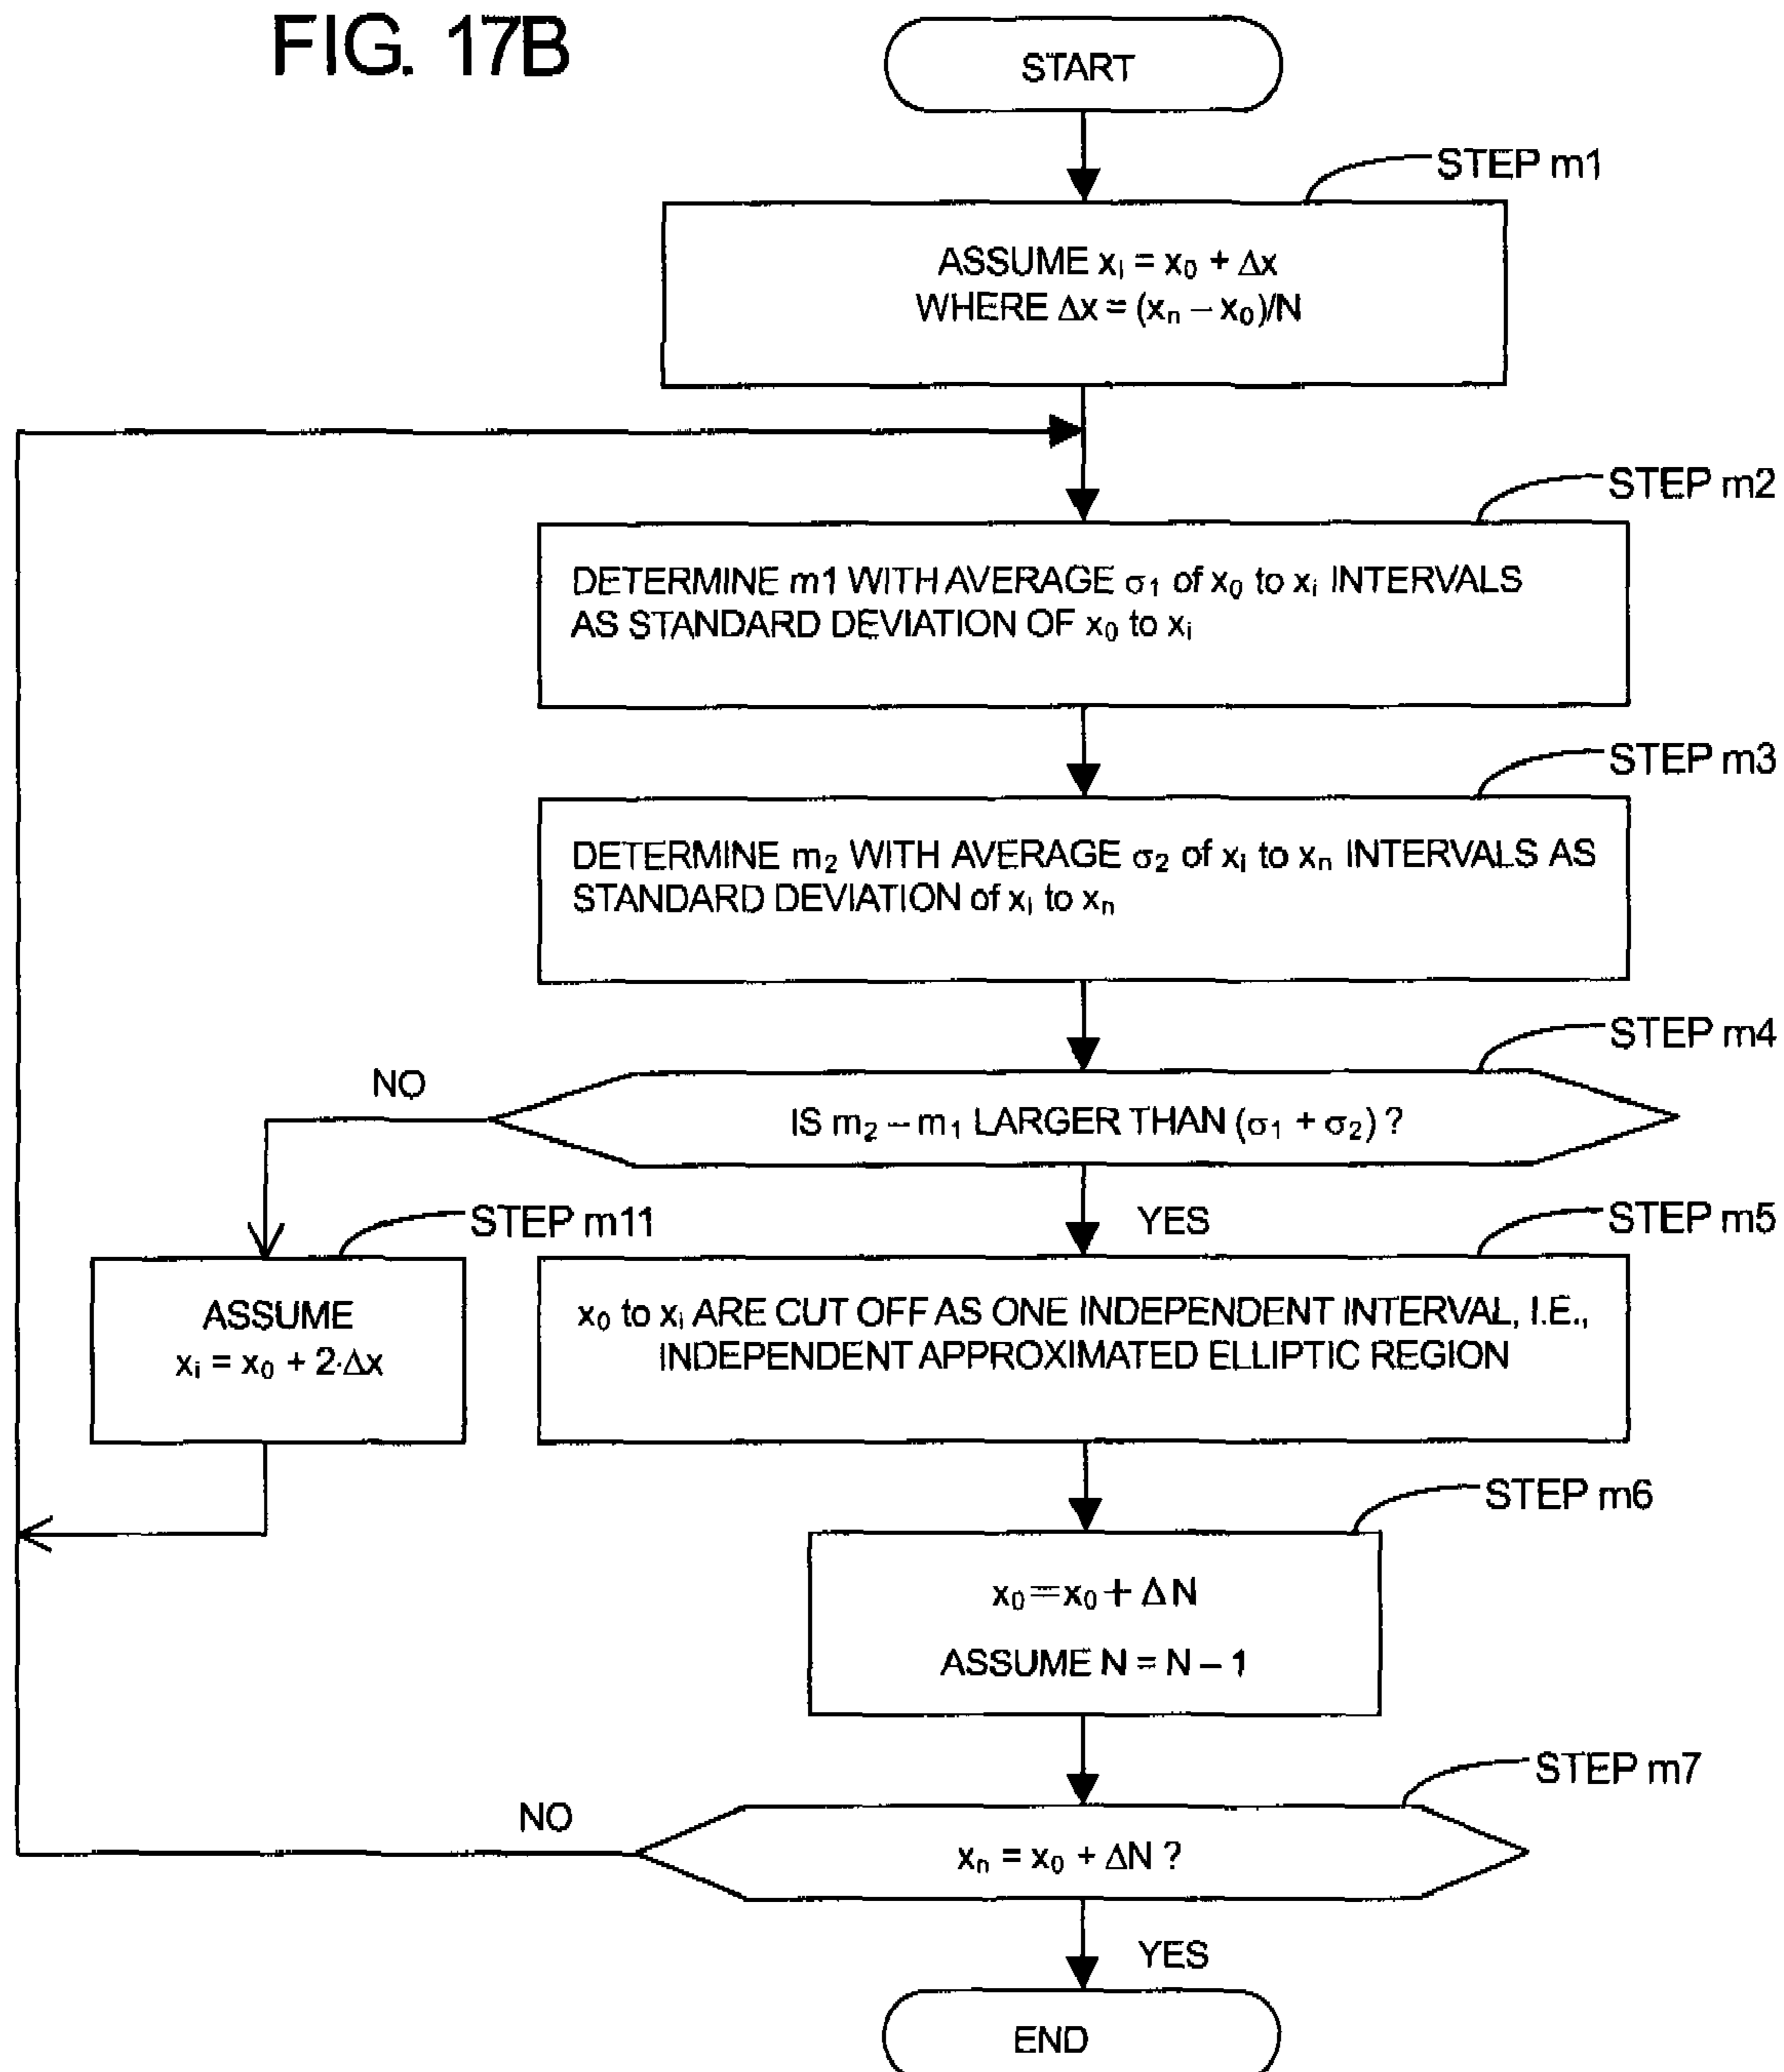 FIG. 17B
START
STEP m1
ASSUME xᵢ = x₀ + Δx
WHERE Δx = (xₙ – x₀)/N
STEP m2
DETERMINE m1 WITH AVERAGE σ₁ of x₀ to xᵢ INTERVALS
AS STANDARD DEVIATION OF x₀ to xᵢ
STEP m3
DETERMINE m₂ WITH AVERAGE σ₂ of xᵢ to xₙ INTERVALS AS
STANDARD DEVIATION of xᵢ to xₙ
STEP m4
NO
IS m₂ – m₁ LARGER THAN (σ₁ + σ₂) ?
YES
STEP m11
ASSUME
xᵢ = x₀ + 2·Δx
STEP m5
x₀ to xᵢ ARE CUT OFF AS ONE INDEPENDENT INTERVAL, I.E.,
INDEPENDENT APPROXIMATED ELLIPTIC REGION
STEP m6
x₀ = x₀ + Δ N
ASSUME N = N – 1
STEP m7
NO
xₙ = x₀ + ΔN ?
YES
END